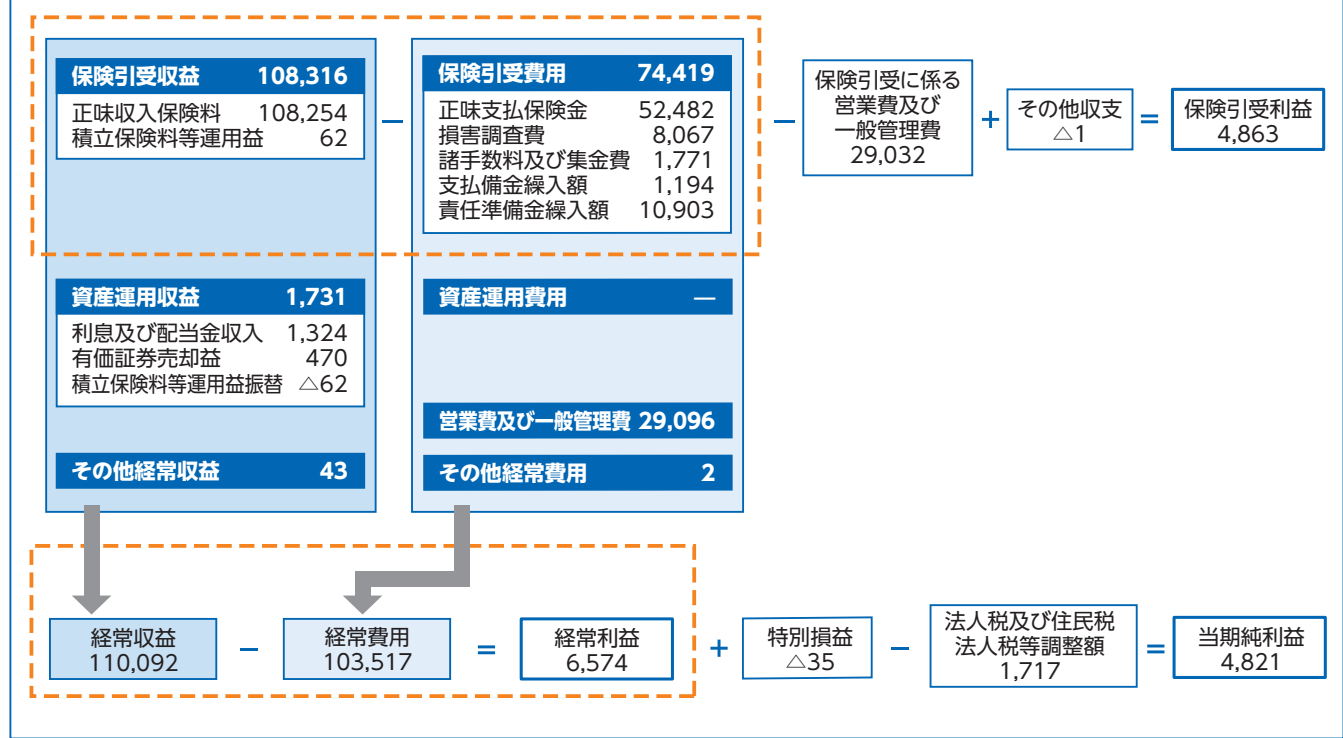 保険引受収益 108,316
正味収入保険料 108,254
積立保険料等運用益 62
−
保険引受費用 74,419
正味支払保険金 52,482
損害調査費 8,067
諸手数料及び集金費 1,771
支払備金繰入額 1,194
責任準備金繰入額 10,903
−
保険引受に係る
営業費及び
一般管理費
29,032
+
その他収支
△1
=
保険引受利益
4,863
資産運用収益 1,731
利息及び配当金収入 1,324
有価証券売却益 470
積立保険料等運用益振替 △62
その他経常収益 43
資産運用費用 —
営業費及び一般管理費 29,096
その他経常費用 2
経常収益
110,092
−
経常費用
103,517
=
経常利益
6,574
+
特別損益
△35
−
法人税及び住民税
法人税等調整額
1,717
=
当期純利益
4,821